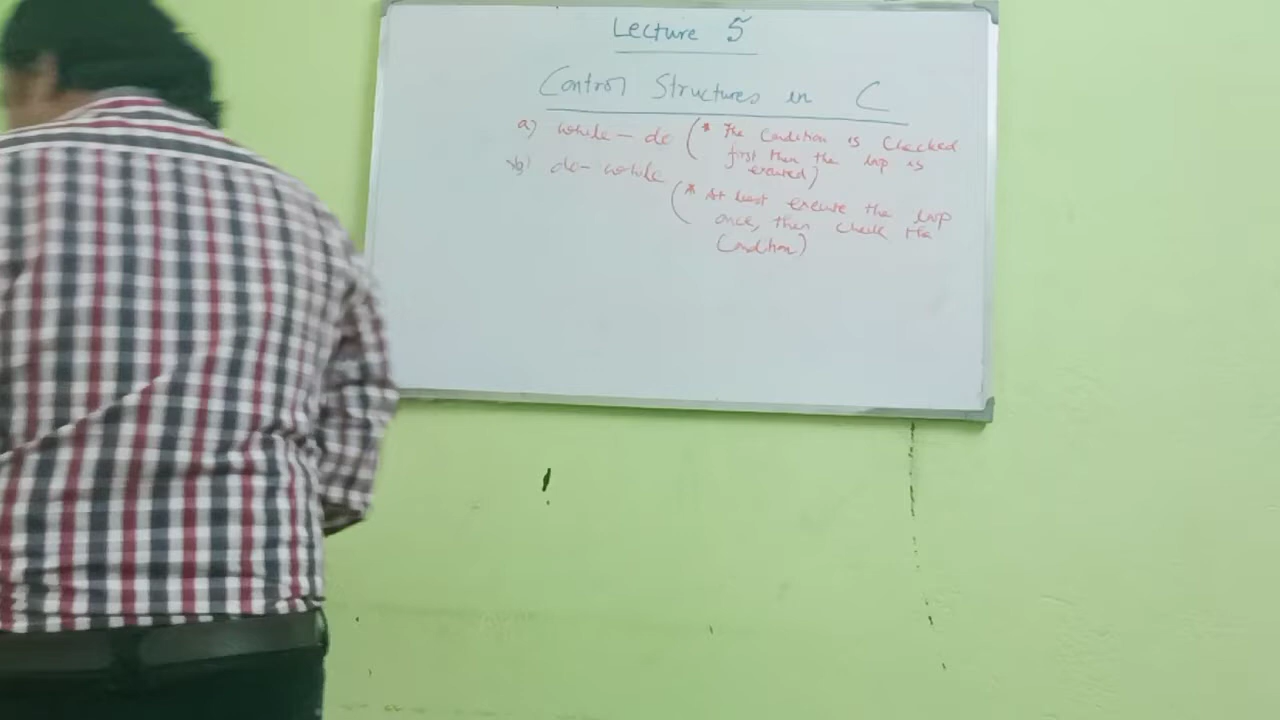 Lecture 5
Control Structures in C
a) while - do (* The Condition is Checked
first then the loop is
executed)
b) do - while
(* At least execute the loop
once, then check the
Condition)